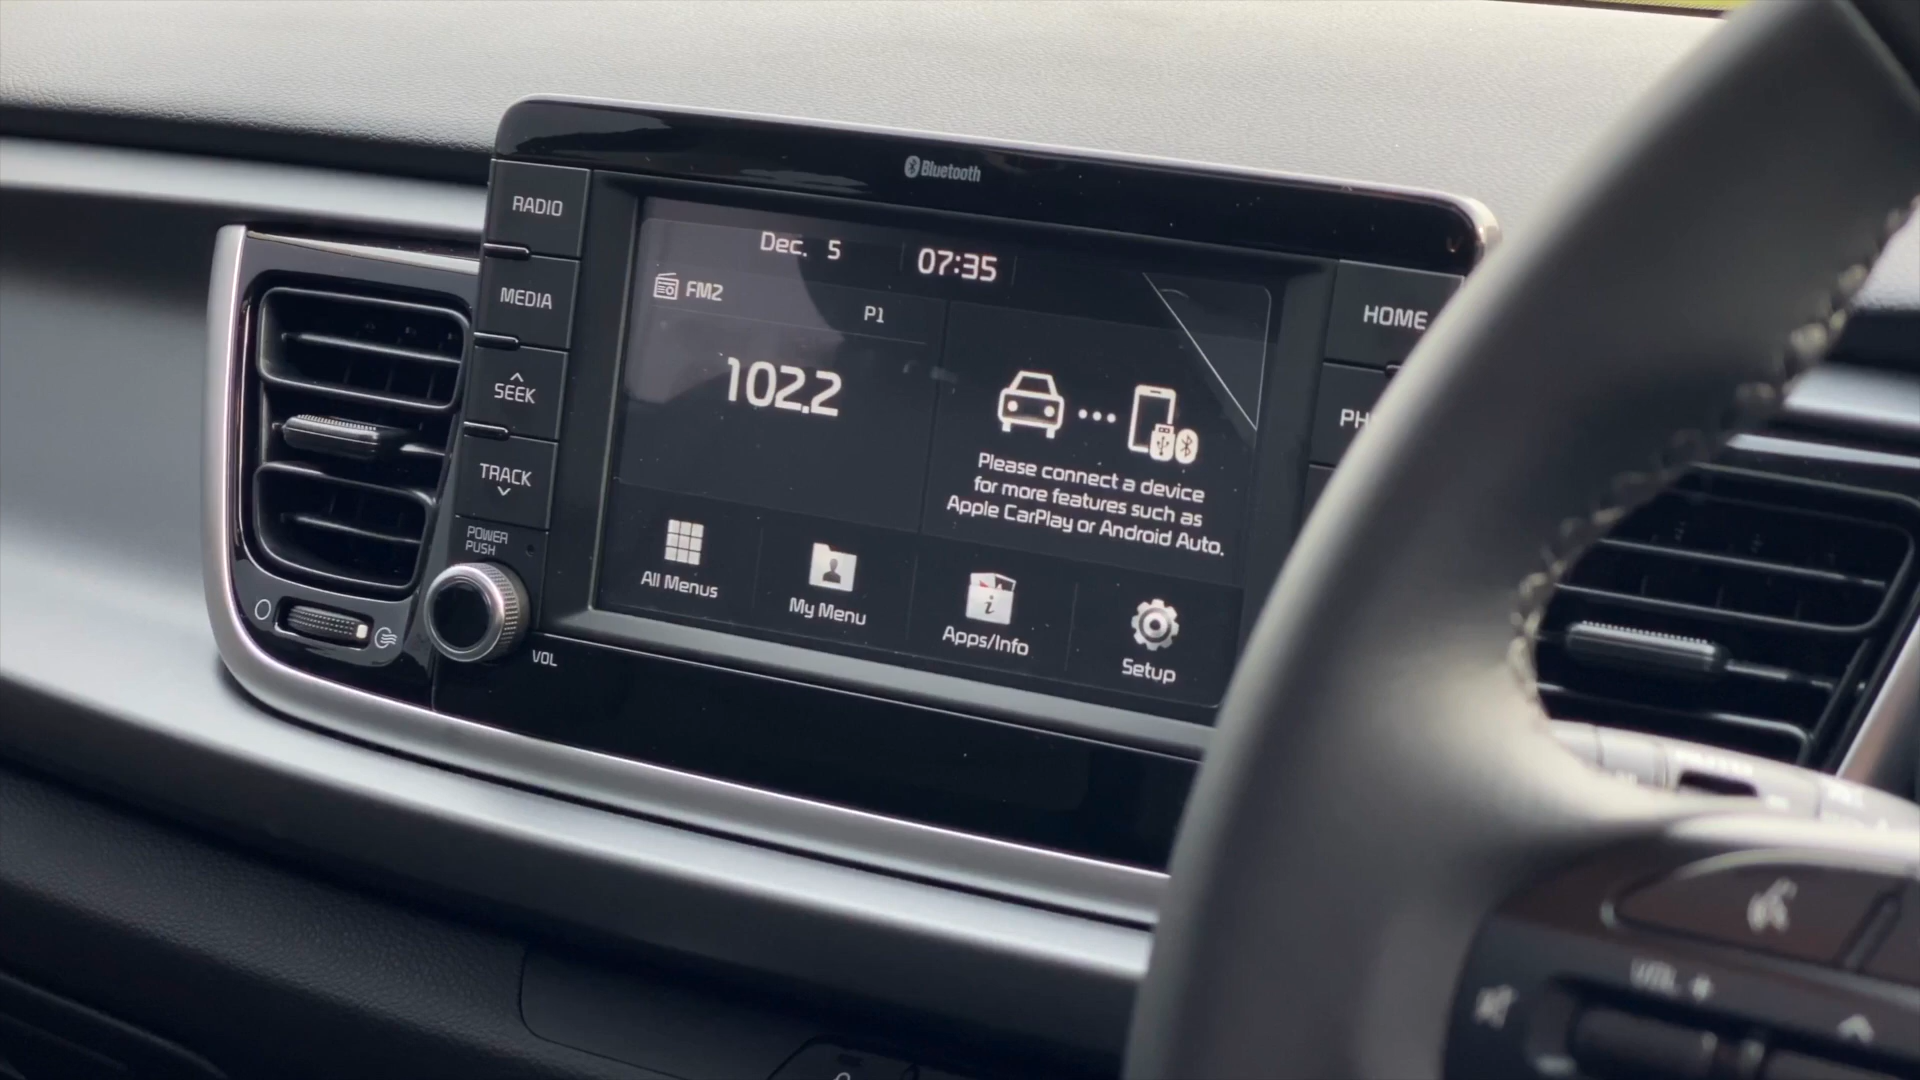 Bluetooth
RADIO
MEDIA
SEEK
TRACK
POWER
PUSH
VOL
Dec. 5 07:35
FM2
P1
102.2
Please connect a device
for more features such as
Apple CarPlay or Android Auto.
All Menus
My Menu
Apps/Info
Setup
HOME
VOL +